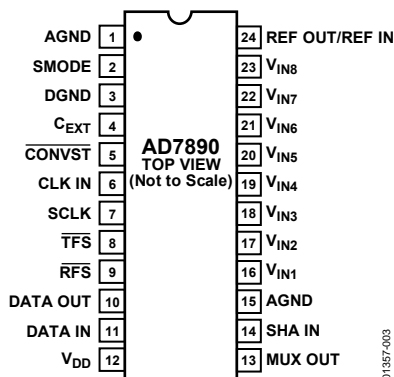 AGND 1
SMODE 2
DGND 3
CEXT 4
CONVST 5
CLK IN 6
SCLK 7
TFS 8
RFS 9
DATA OUT 10
DATA IN 11
VDD 12
AD7890
TOP VIEW
(Not to Scale)
24 REF OUT/REF IN
23 VIN8
22 VIN7
21 VIN6
20 VIN5
19 VIN4
18 VIN3
17 VIN2
16 VIN1
15 AGND
14 SHA IN
13 MUX OUT
01357-003